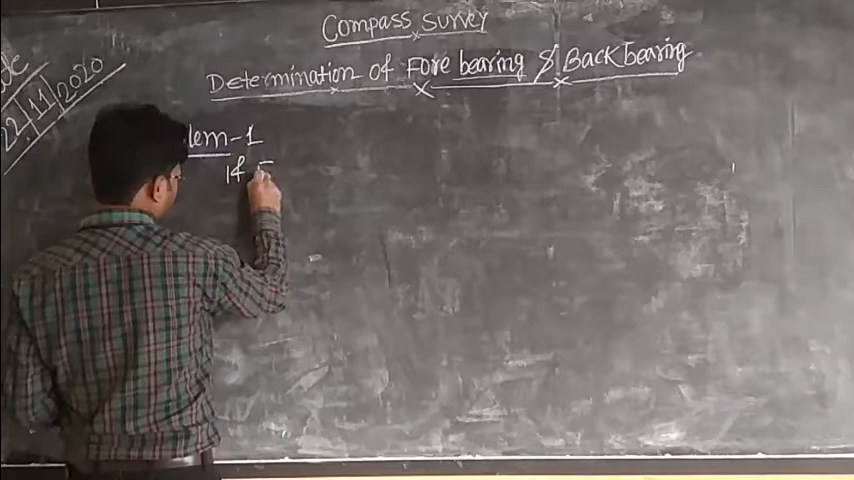 Compass survey
Determination of Fore bearing & Back bearing
22/11/2020
lem-1
If F